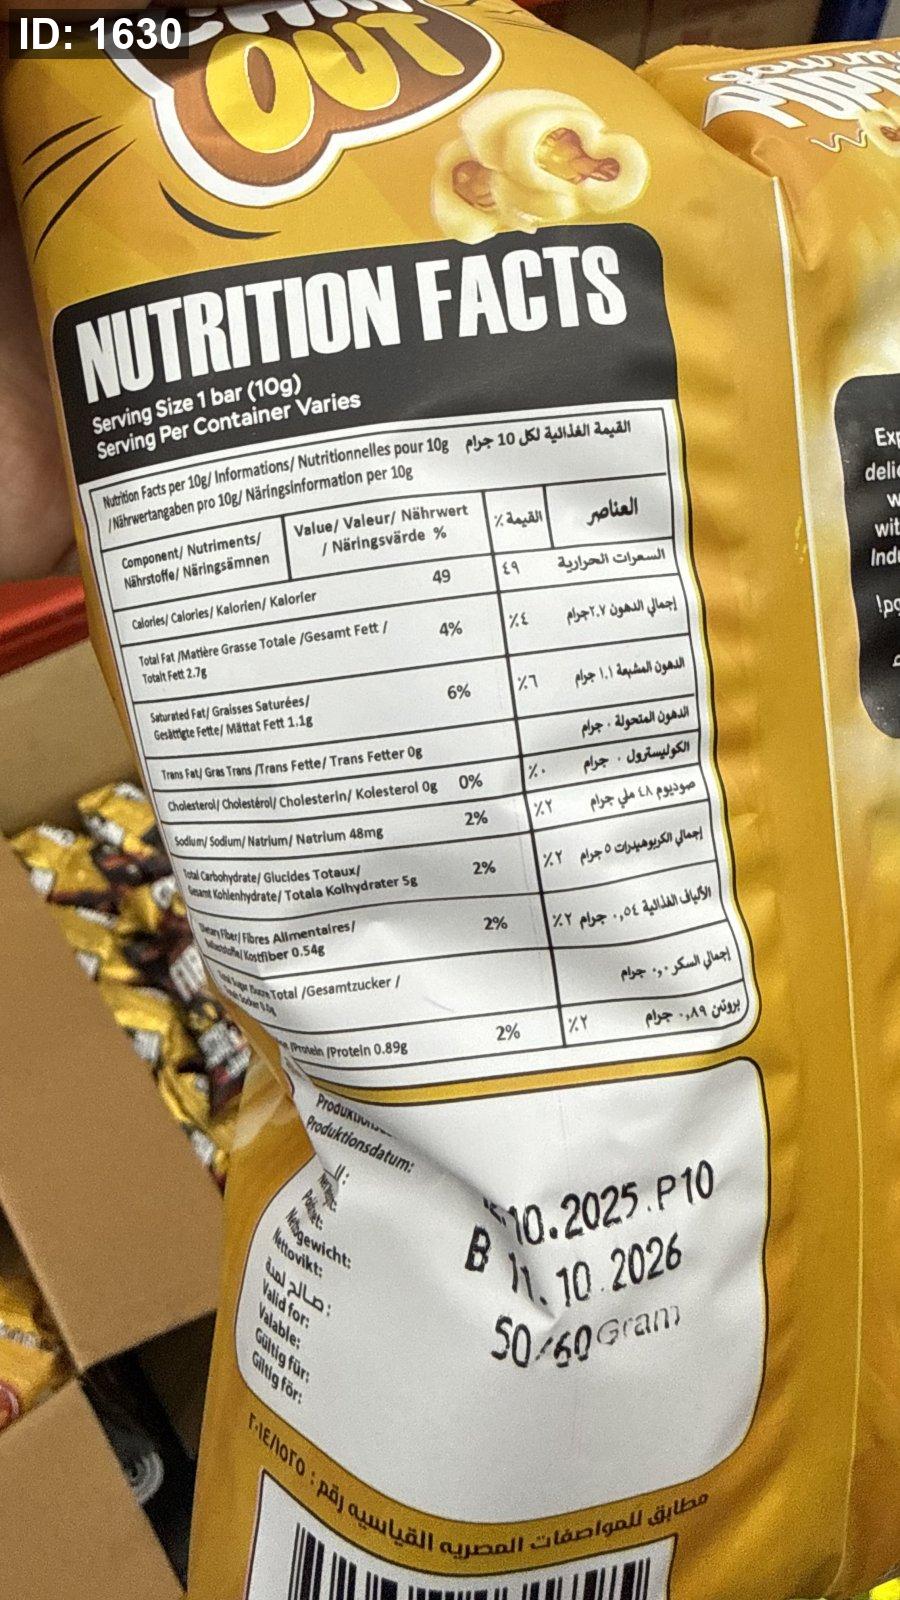 ID: 1630
OUT
NUTRITION FACTS
Serving Size 1 bar (10g)
Serving Per Container Varies
Nutrition Facts per 10g/ Informations/ Nutritionnelles pour 10g القيمة الغذائية لكل 10 جرام
/ Nährwertangaben pro 10g/ Näringsinformation per 10g
Component/ Nutriments/ Value/ Valeur/ Nährwert القيمة ٪ العناصر
Nährstoffe/ Näringsämnen / Näringsvärde %
Calories/ Calories/ Kalorien/ Kalorier 49 ٤٩ السعرات الحرارية
Total Fat /Matière Grasse Totale /Gesamt Fett / 4% ٤٪ إجمالي الدهون ٢.٧جرام
Totalt Fett 2.7g
Saturated Fat/ Graisses Saturées/ 6% ٦٪ الدهون المشبعة ١.١ جرام
Gesättigte Fette/ Mättat Fett 1.1g
Trans Fat/ Gras Trans /Trans Fette/ Trans Fetter 0g الدهون المتحولة ٠ جرام
Cholesterol/ Cholestérol/ Cholesterin/ Kolesterol 0g 0% ٠٪ الكوليسترول ٠ جرام
Sodium/ Sodium/ Natrium/ Natrium 48mg 2% ٢٪ صوديوم ٤٨ ملي جرام
Total Carbohydrate/ Glucides Totaux/ 2% ٢٪ إجمالي الكربوهيدرات ٥ جرام
Gesamt Kohlenhydrate/ Totala Kolhydrater 5g
Dietary Fiber/ Fibres Alimentaires/ 2% ٢٪ الألياف الغذائية ٠,٥٤ جرام
Kostfiber 0.54g
Total /Gesamtzucker / إجمالي السكر ٠,٠ جرام
/Protein /Protein 0.89g 2% ٢٪ بروتين ٠,٨٩ جرام
Produktionsdatum:
10.2025.P10
B 11.10.2026
50/60 Gram
Nettovikt:
صالح لمدة:
Valid for:
Valable:
Gültig für:
Giltig för:
مطابق للمواصفات المصريه القياسيه رقم : ٢٠١٤/١٥٢٥